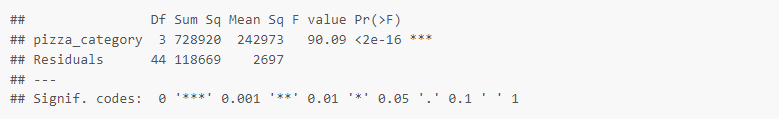 ##                Df Sum Sq Mean Sq F value Pr(>F)
## pizza_category  3 728920  242973   90.09 <2e-16 ***
## Residuals      44 118669    2697
## ---
## Signif. codes:  0 '***' 0.001 '**' 0.01 '*' 0.05 '.' 0.1 ' ' 1